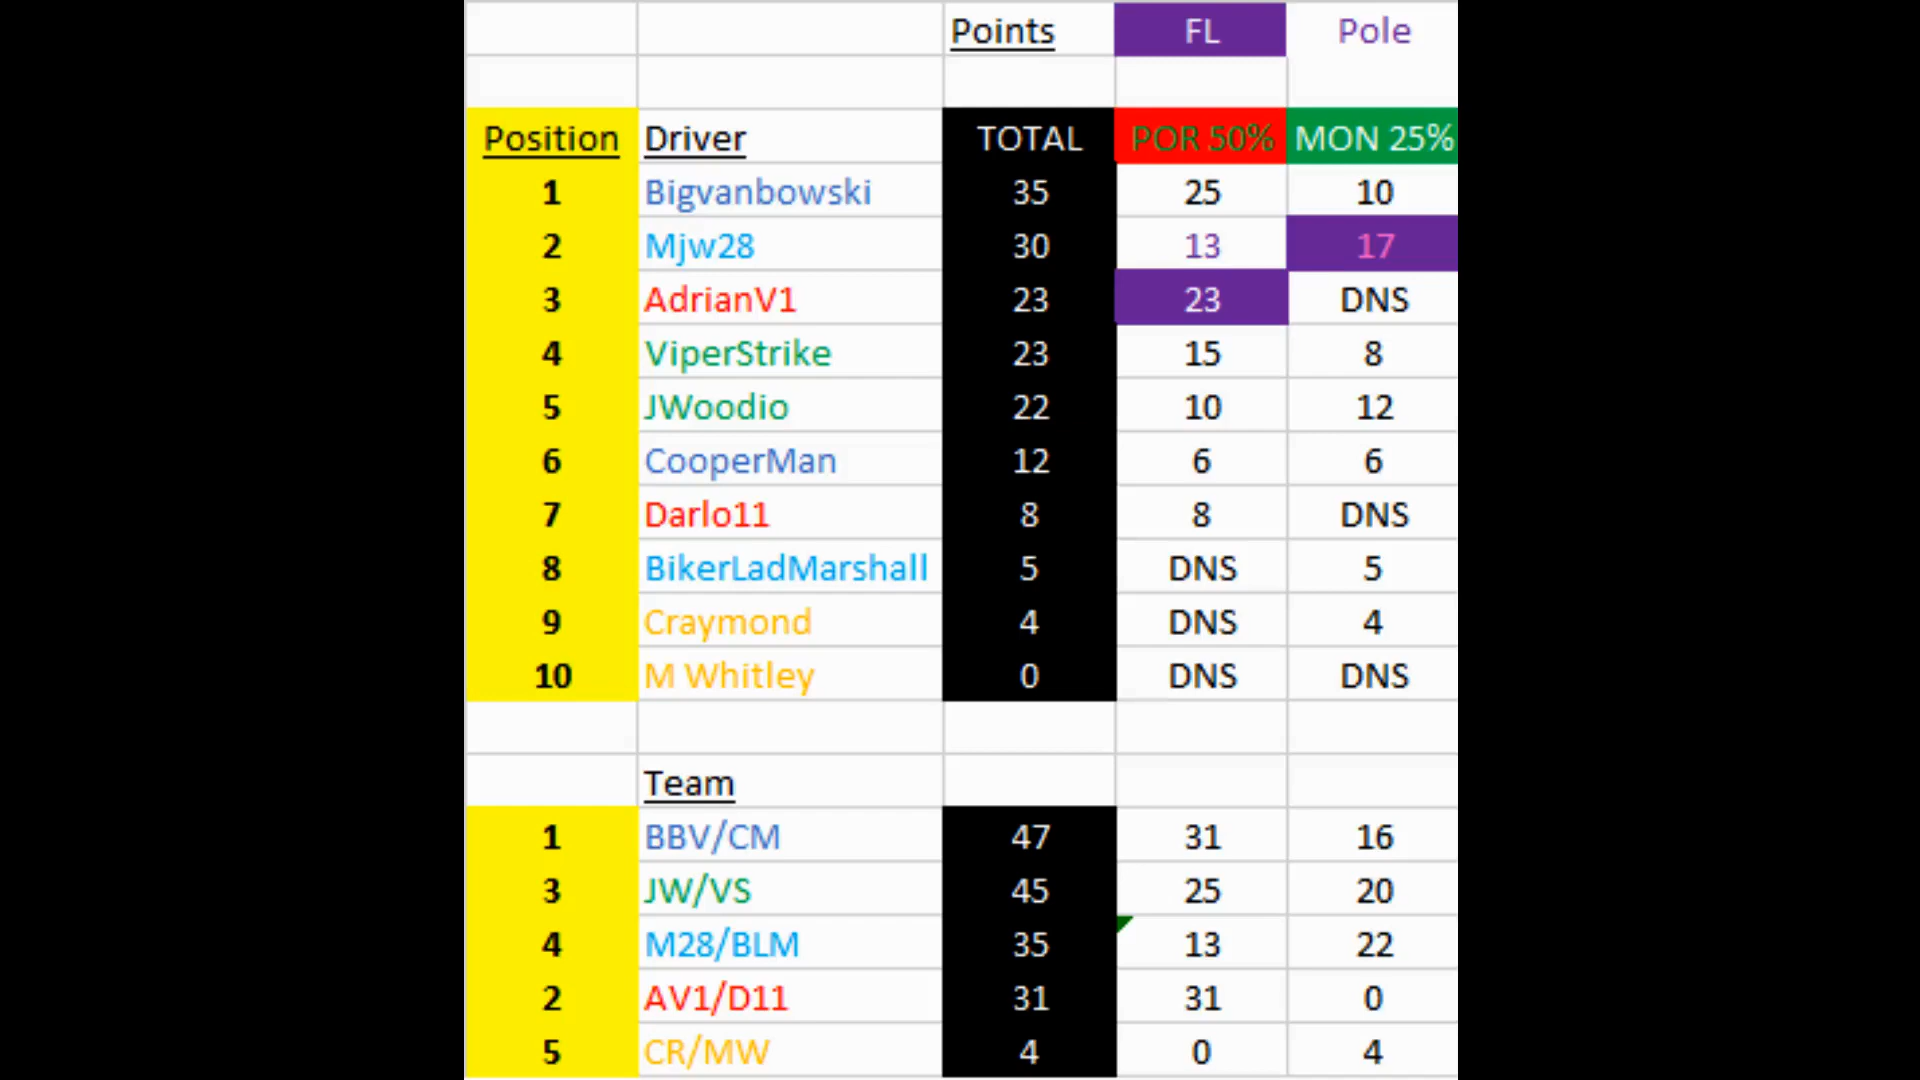 Points FL Pole
Position Driver TOTAL POR 50% MON 25%
1 Bigvanbowski 35 25 10
2 Mjw28 30 13 17
3 AdrianV1 23 23 DNS
4 ViperStrike 23 15 8
5 JWoodio 22 10 12
6 CooperMan 12 6 6
7 Darlo11 8 8 DNS
8 BikerLadMarshall 5 DNS 5
9 Craymond 4 DNS 4
10 M Whitley 0 DNS DNS
Team
1 BBV/CM 47 31 16
3 JW/VS 45 25 20
4 M28/BLM 35 13 22
2 AV1/D11 31 31 0
5 CR/MW 4 0 4